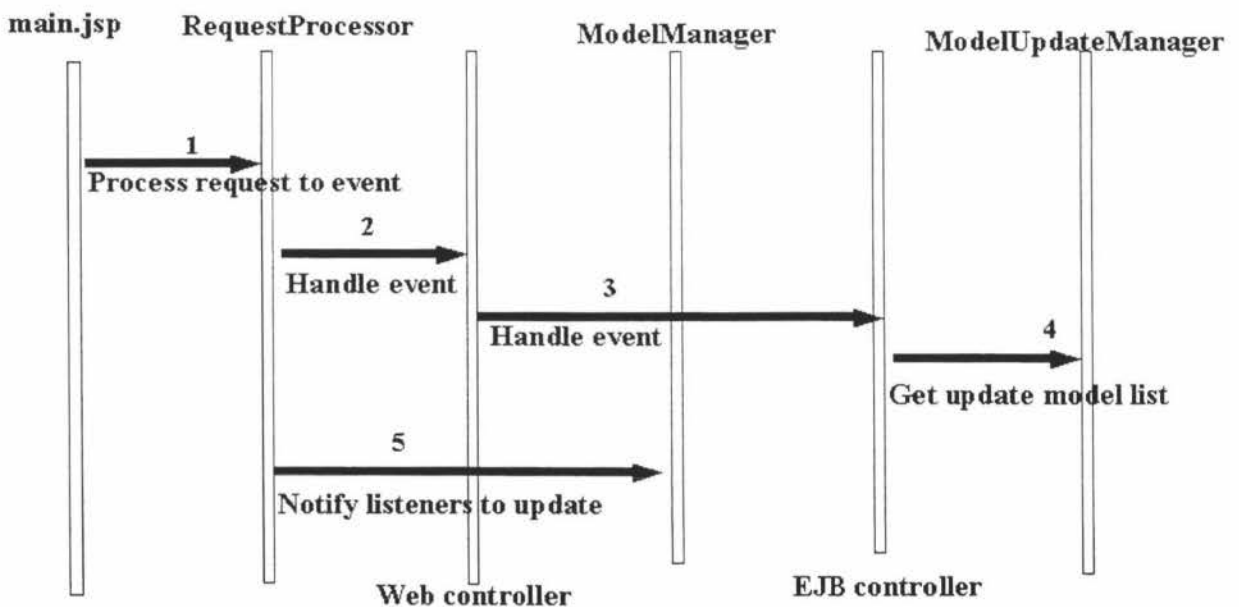 main.jsp
RequestProcessor
ModelManager
ModelUpdateManager
1
Process request to event
2
Handle event
3
Handle event
4
Get update model list
5
Notify listeners to update
Web controller
EJB controller